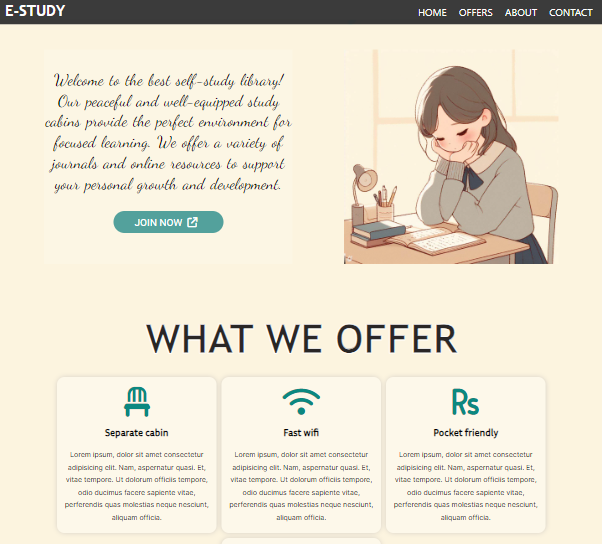 E-STUDY
HOME OFFERS ABOUT CONTACT
Welcome to the best self-study library!
Our peaceful and well-equipped study
cabins provide the perfect environment for
focused learning. We offer a variety of
journals and online resources to support
your personal growth and development.
JOIN NOW
WHAT WE OFFER
Rs
Separate cabin
Fast wifi
Pocket friendly
Lorem ipsum, dolor sit amet consectetur
adipisicing elit. Nam, aspernatur quasi. Et,
vitae tempore. Ut dolorum officiis tempore,
odio ducimus facere sapiente vitae,
perferendis quas molestias neque nesciunt,
aliquam officia.
Lorem ipsum, dolor sit amet consectetur
adipisicing elit. Nam, aspernatur quasi. Et,
vitae tempore. Ut dolorum officiis tempore,
odio ducimus facere sapiente vitae,
perferendis quas molestias neque nesciunt,
aliquam officia.
Lorem ipsum, dolor sit amet consectetur
adipisicing elit. Nam, aspernatur quasi. Et,
vitae tempore. Ut dolorum officiis tempore,
odio ducimus facere sapiente vitae,
perferendis quas molestias neque nesciunt,
aliquam officia.